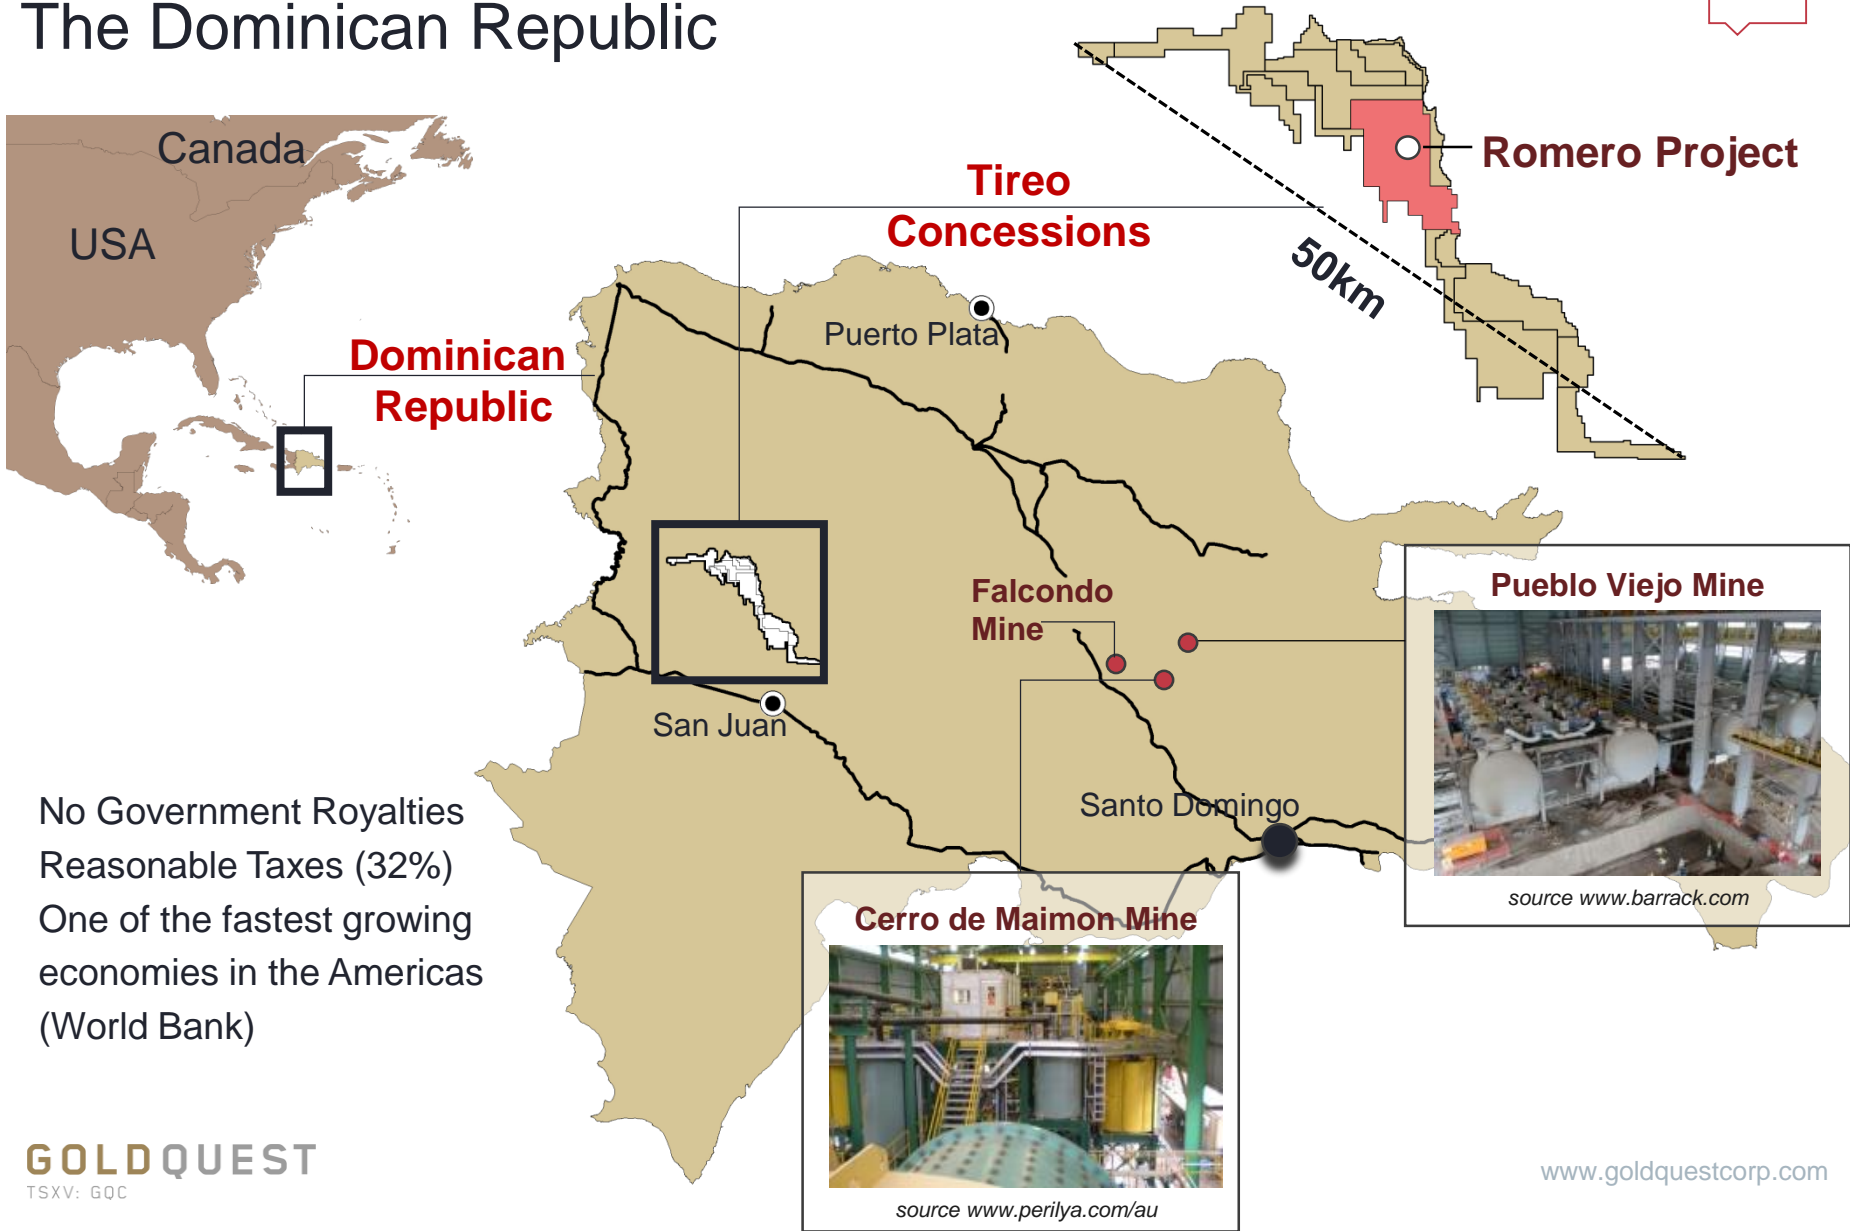 The Dominican Republic
Canada
USA
Dominican
Republic
Tireo
Concessions
Romero Project
50km
Puerto Plata
Falcondo
Mine
Pueblo Viejo Mine
source www.barrack.com
San Juan
Santo Domingo
Cerro de Maimon Mine
source www.perilya.com/au
No Government Royalties
Reasonable Taxes (32%)
One of the fastest growing
economies in the Americas
(World Bank)
GOLDQUEST
TSXV: GQC
www.goldquestcorp.com